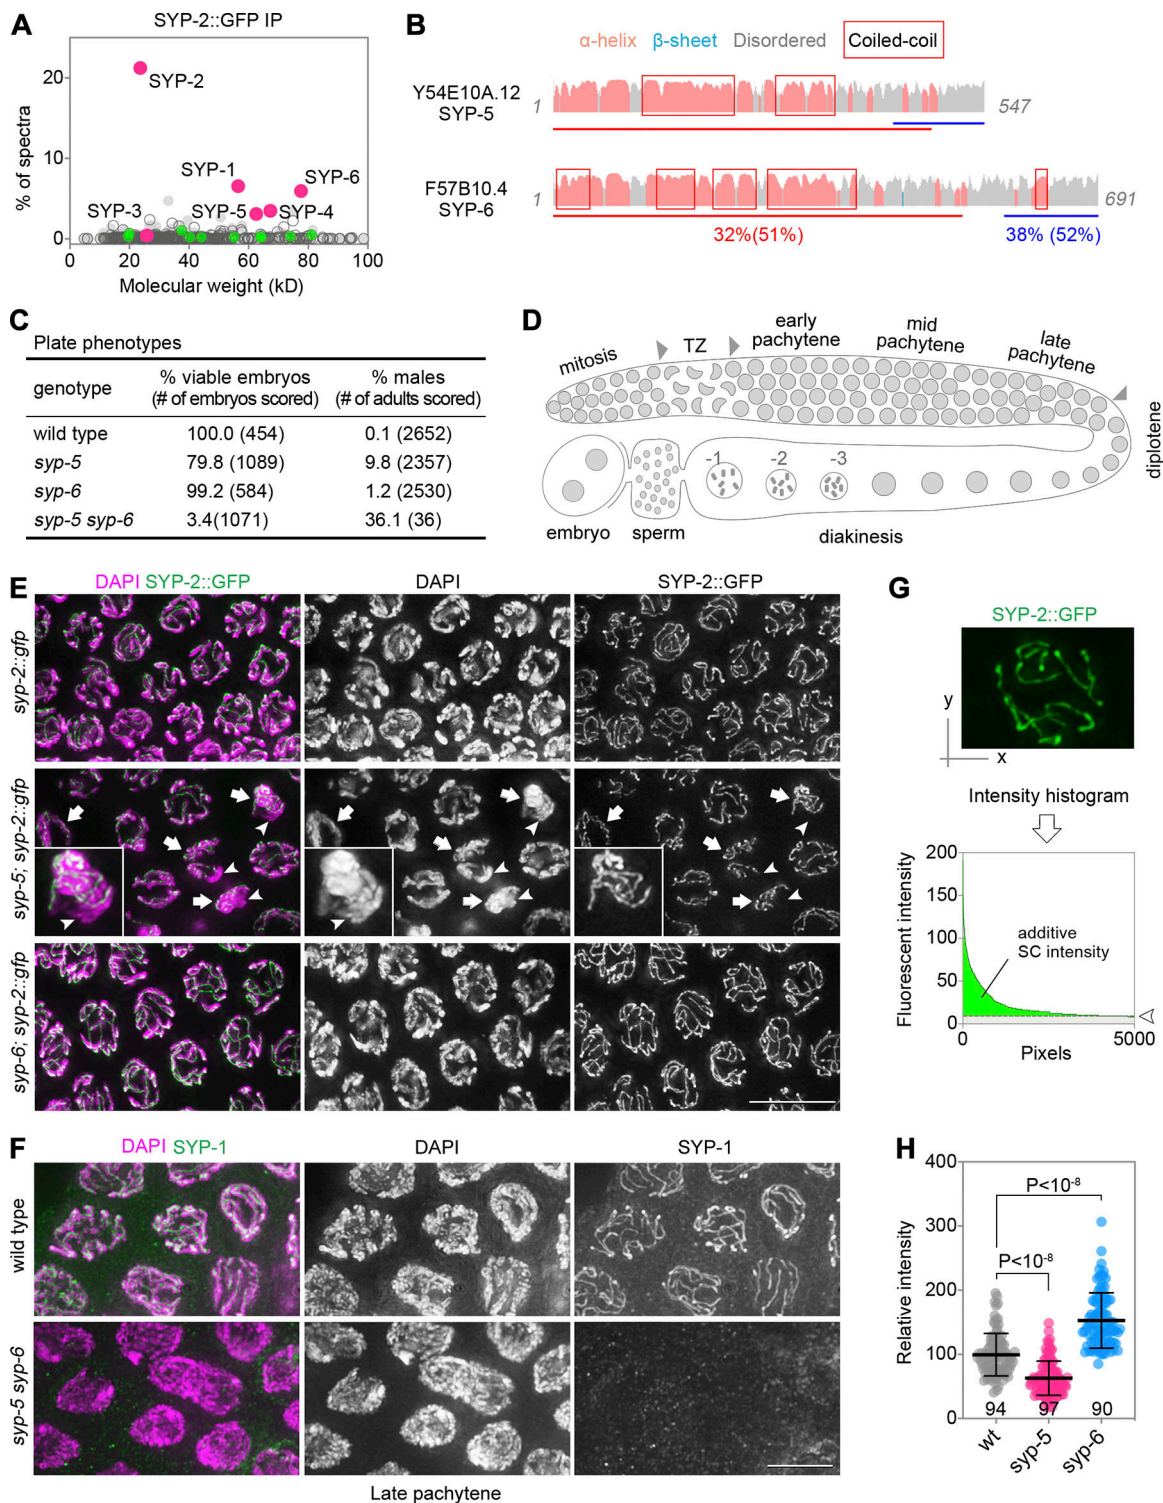 A
SYP-2::GFP IP
% of spectra
20
10
0
SYP-2
SYP-1
SYP-6
SYP-3
SYP-5
SYP-4
0 20 40 60 80 100
Molecular weight (kD)
B
α-helix β-sheet Disordered Coiled-coil
Y54E10A.12
SYP-5
1
547
F57B10.4
SYP-6
1
691
32%(51%)
38% (52%)
C
Plate phenotypes
genotype % viable embryos (# of embryos scored) % males (# of adults scored)
wild type 100.0 (454) 0.1 (2652)
syp-5 79.8 (1089) 9.8 (2357)
syp-6 99.2 (584) 1.2 (2530)
syp-5 syp-6 3.4(1071) 36.1 (36)
D
mitosis
TZ
early pachytene
mid pachytene
late pachytene
diplotene
-1 -2 -3
embryo
sperm
diakinesis
E
DAPI SYP-2::GFP
DAPI
SYP-2::GFP
syp-2::gfp
syp-5; syp-2::gfp
syp-6; syp-2::gfp
F
DAPI SYP-1
DAPI
SYP-1
wild type
syp-5 syp-6
Late pachytene
G
SYP-2::GFP
y
x
Intensity histogram
Fluorescent intensity
200
150
100
50
0
additive
SC intensity
0
5000
Pixels
H
Relative intensity
400
300
200
100
0
P<10-8
P<10-8
94 97 90
wt syp-5 syp-6